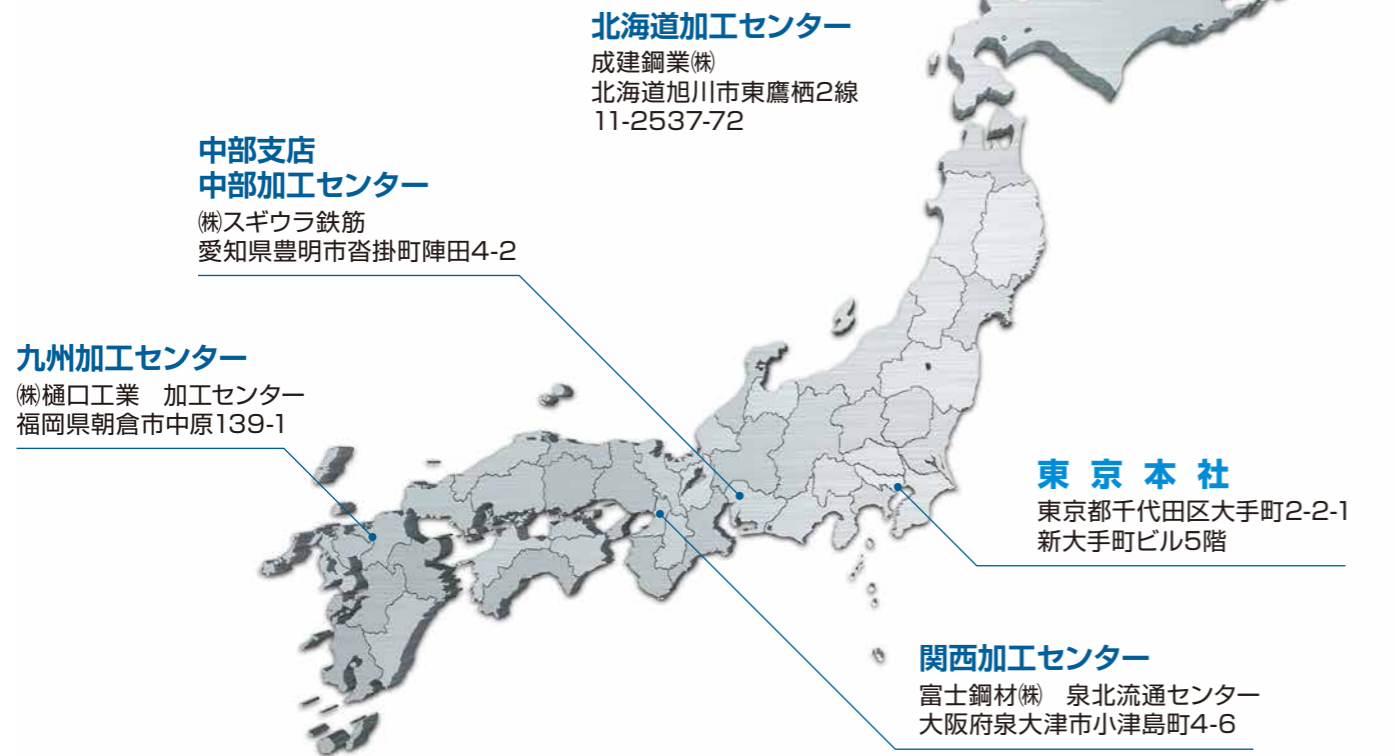 北海道加工センター
成建鋼業㈱
北海道旭川市東鷹栖2線
11-2537-72
中部支店
中部加工センター
㈱スギウラ鉄筋
愛知県豊明市沓掛町陣田4-2
九州加工センター
㈱樋口工業　加工センター
福岡県朝倉市中原139-1
東京本社
東京都千代田区大手町2-2-1
新大手町ビル5階
関西加工センター
富士鋼材㈱　泉北流通センター
大阪府泉大津市小津島町4-6